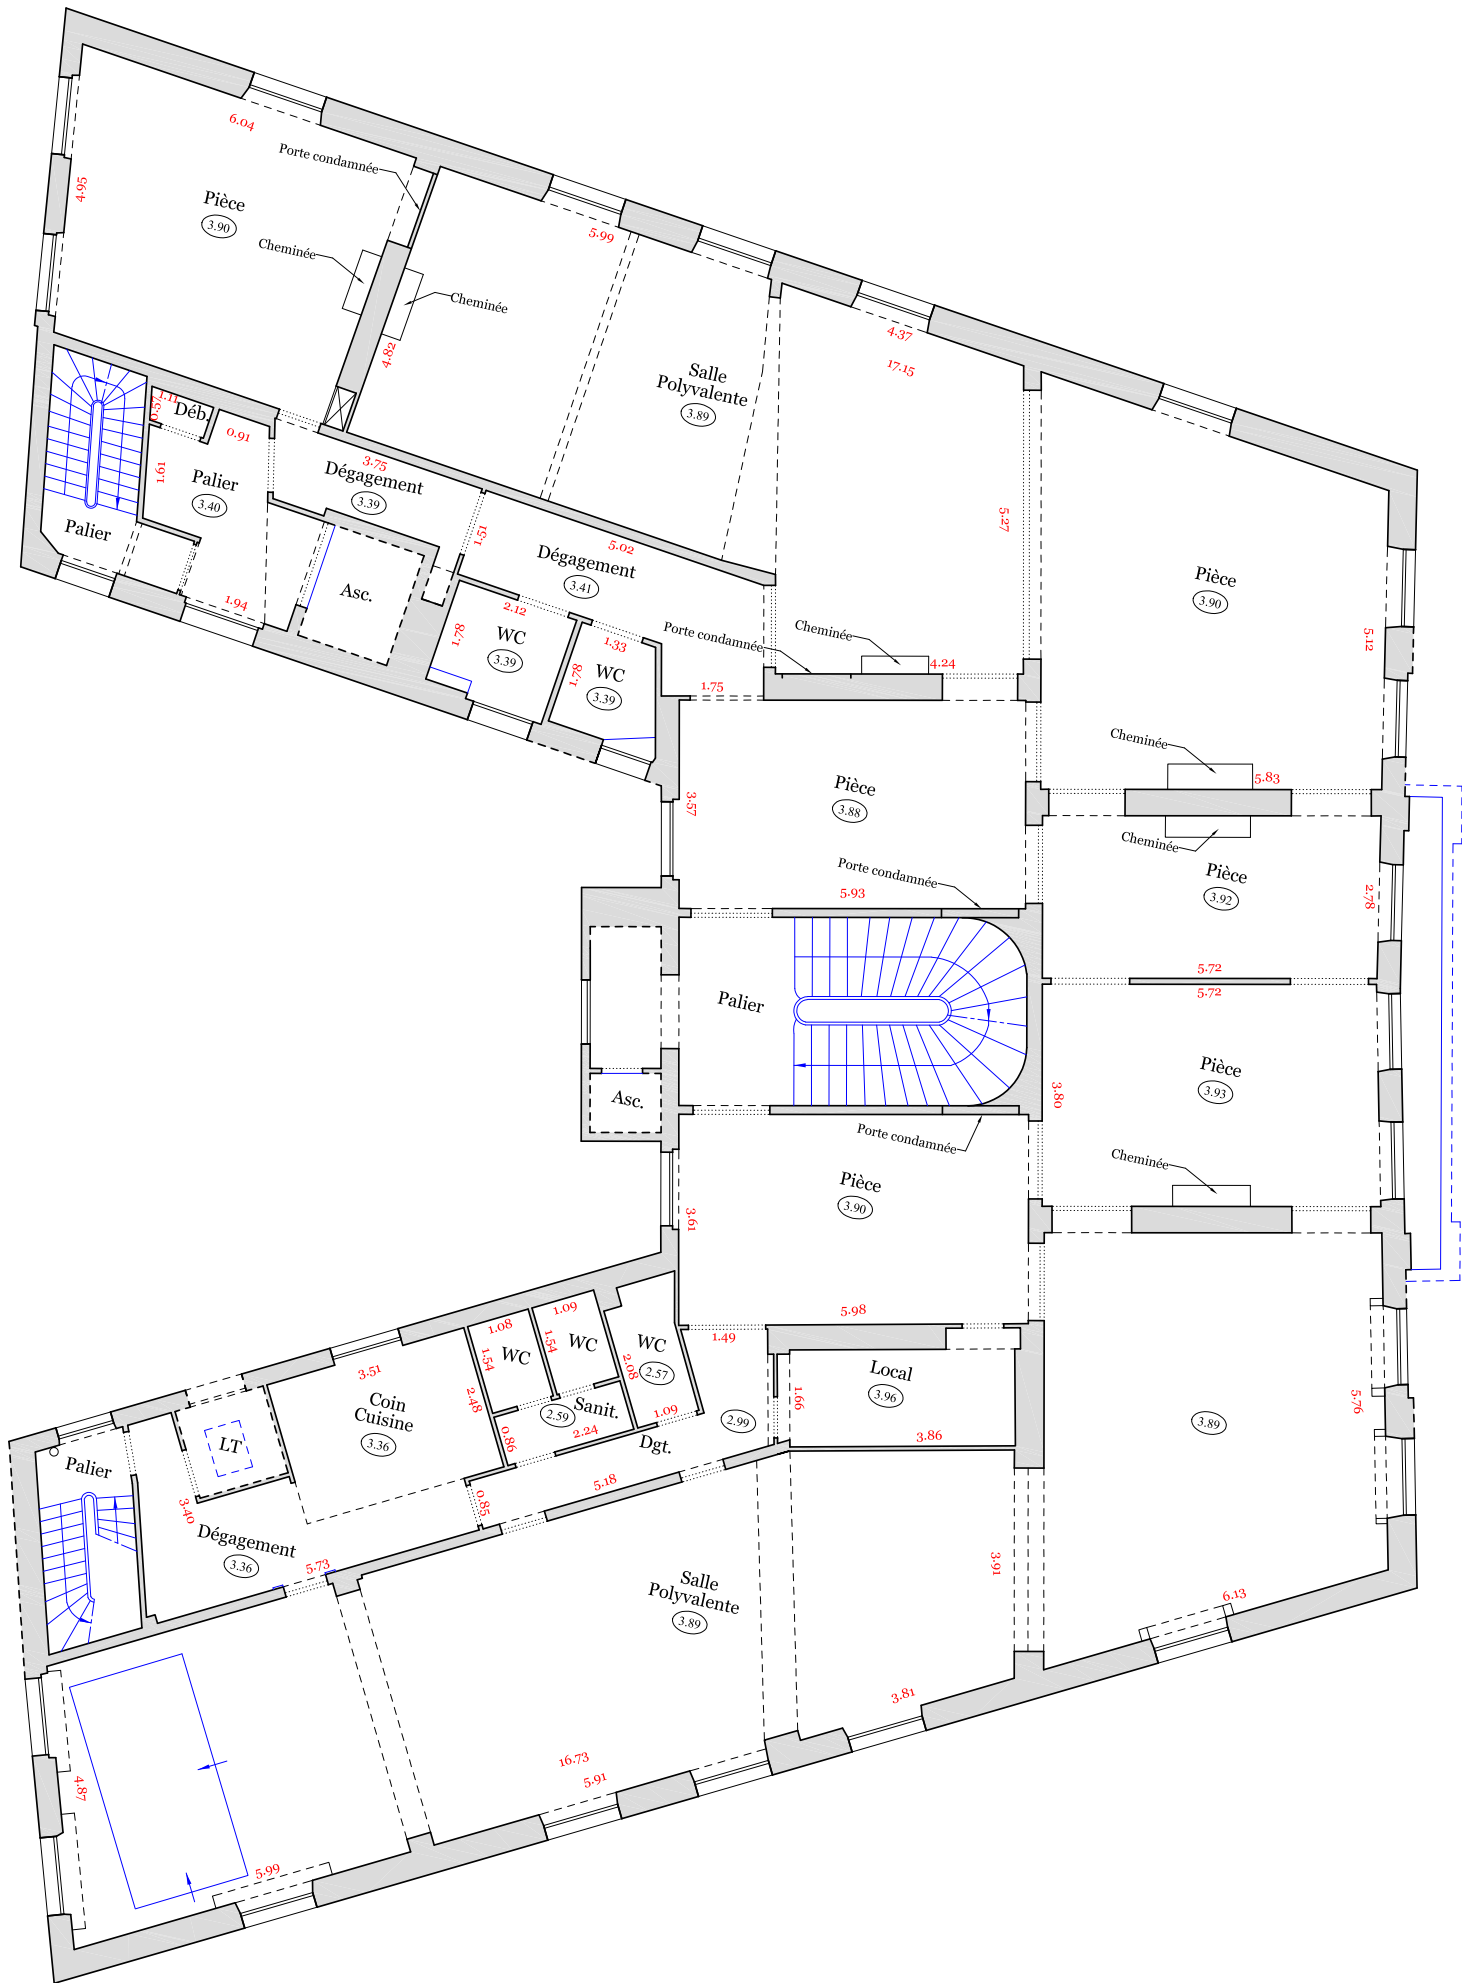 6.04
Porte condamnée
4.95
Pièce
3.90
Cheminée
5.99
Cheminée
4.82
4.37
17.15
Salle
Polyvalente
3.89
1.11
0.57
Déb.
0.91
1.61
Palier
3.40
3.75
Dégagement
3.39
Palier
1.51
5.02
Dégagement
3.41
5.27
Pièce
3.90
5.12
Asc.
1.94
2.12
1.78
WC
3.39
1.33
1.78
WC
3.39
Porte condamnée
Cheminée
4.24
1.75
Cheminée
5.83
3.57
Pièce
3.88
Cheminée
Porte condamnée
5.93
Pièce
3.92
2.78
5.72
5.72
Palier
Pièce
3.93
3.80
Asc.
Porte condamnée
Cheminée
Pièce
3.90
3.61
5.98
1.49
1.09
1.08
1.54
WC
1.54
WC
WC
2.57
2.08
1.09
3.51
Coin
Cuisine
3.36
2.48
Sanit.
2.59
2.24
0.86
Dgt.
2.99
Local
3.96
1.66
3.86
3.89
5.76
Palier
LT
3.40
Dégagement
3.36
5.73
0.85
5.18
Salle
Polyvalente
3.89
3.91
6.13
3.81
16.73
5.91
4.87
5.99